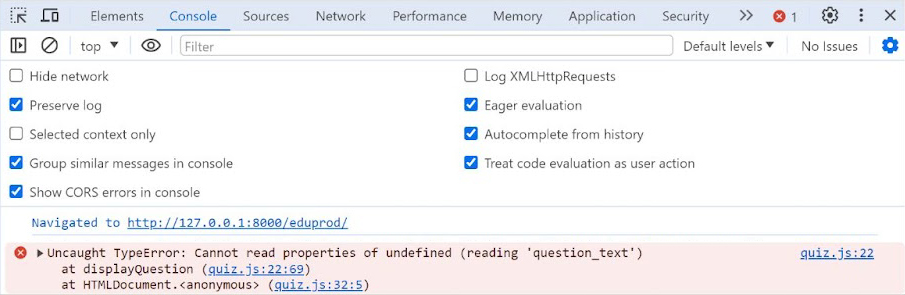 Elements Console Sources Network Performance Memory Application Security 1
top Filter Default levels No Issues
Hide network Log XMLHttpRequests
Preserve log Eager evaluation
Selected context only Autocomplete from history
Group similar messages in console Treat code evaluation as user action
Show CORS errors in console
Navigated to http://127.0.0.1:8000/eduprod/
Uncaught TypeError: Cannot read properties of undefined (reading 'question_text') quiz.js:22
at displayQuestion (quiz.js:22:69)
at HTMLDocument.<anonymous> (quiz.js:32:5)